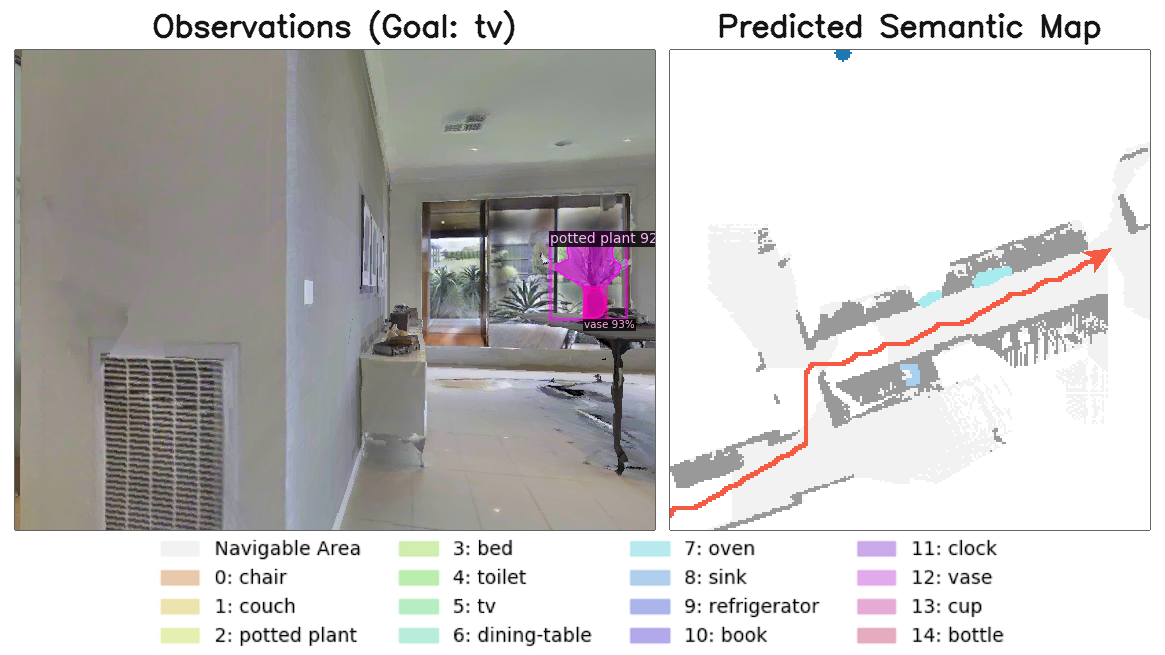 Observations (Goal: tv)
Predicted Semantic Map
potted plant 92
vase 93%
Navigable Area
0: chair
1: couch
2: potted plant
3: bed
4: toilet
5: tv
6: dining-table
7: oven
8: sink
9: refrigerator
10: book
11: clock
12: vase
13: cup
14: bottle